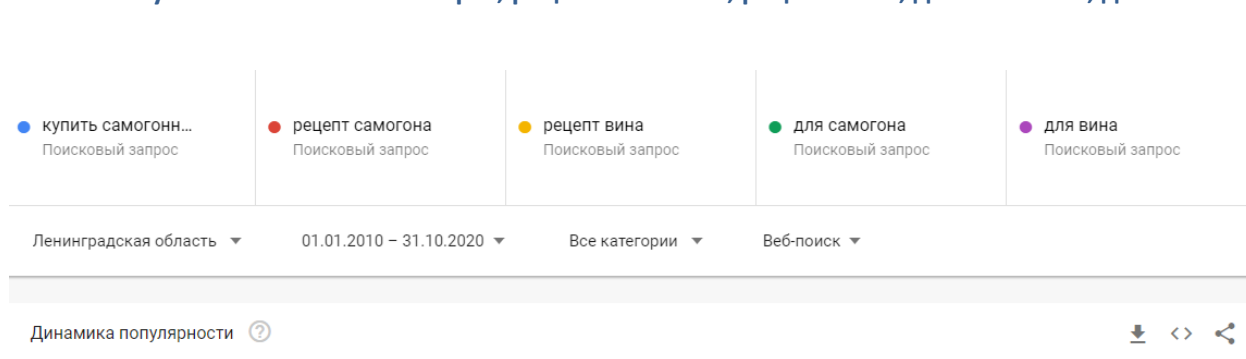 купить самогонн...
Поисковый запрос
рецепт самогона
Поисковый запрос
рецепт вина
Поисковый запрос
для самогона
Поисковый запрос
для вина
Поисковый запрос
Ленинградская область
01.01.2010 – 31.10.2020
Все категории
Веб-поиск
Динамика популярности